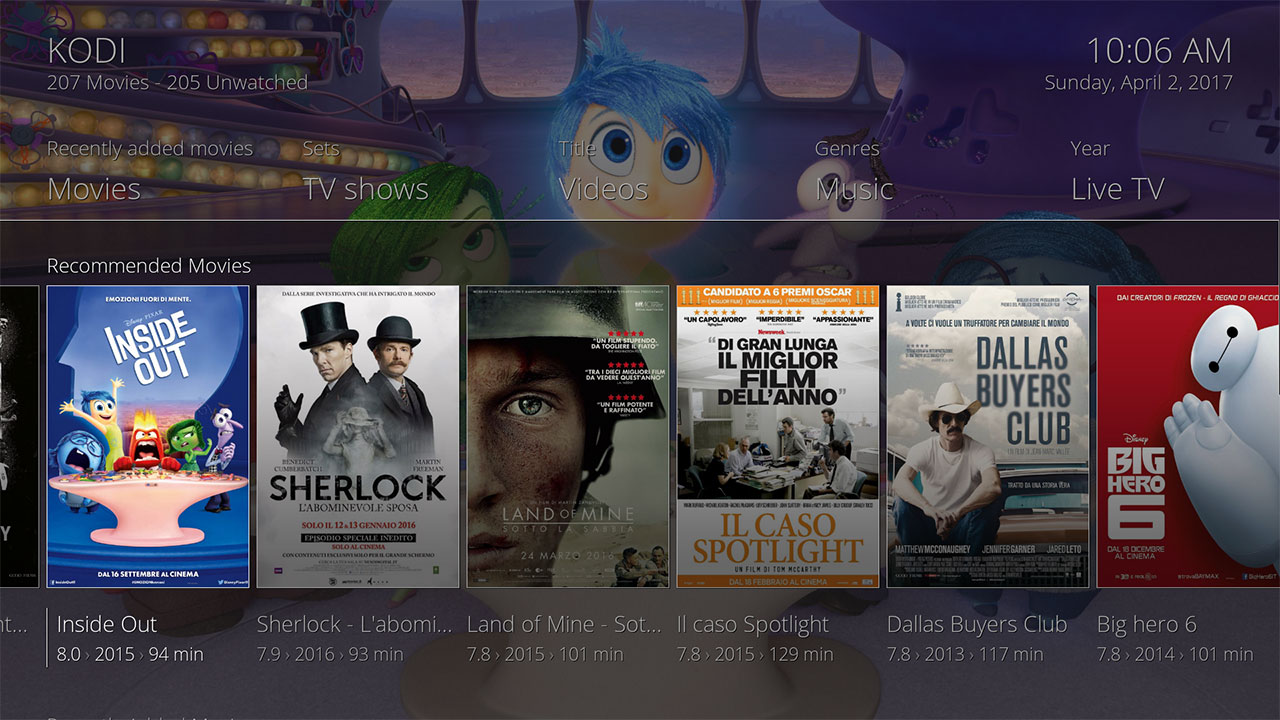 KODI
207 Movies - 205 Unwatched
10:06 AM
Sunday, April 2, 2017
Recently added movies
Sets
Title
Genres
Year
Movies
TV shows
Videos
Music
Live TV
Recommended Movies
EMOZIONI FUORI DI MENTE.
DISNEY PIXAR
INSIDE
OUT
DAL 16 SETTEMBRE AL CINEMA
DALLA SERIE INVESTIGATIVA CHE HA INTRIGATO IL MONDO
BENEDICT
CUMBERBATCH
MARTIN
FREEMAN
SHERLOCK
L'ABOMINEVOLE SPOSA
SOLO IL 12 & 13 GENNAIO 2016
EPISODIO SPECIALE INEDITO
SOLO AL CINEMA
CON CONTENUTI ESCLUSIVI SOLO PER IL GRANDE SCHERMO
"UN FILM STUPENDO.
DA TOGLIERE IL FIATO"
"TRA I DIECI MIGLIORI FILM
DA VEDERE QUEST'ANNO"
"UN FILM POTENTE
E RAFFINATO"
LAND OF MINE
SOTTO LA SABBIA
24 MARZO 2016
CANDIDATO A 6 PREMI OSCAR
"UN CAPOLAVORO"
"IMPERDIBILE"
"APPASSIONANTE"
Newsweek
"DI GRAN LUNGA
IL MIGLIOR
FILM
DELL'ANNO"
IL CASO
SPOTLIGHT
UN FILM DI TOM MCCARTHY
DAL 18 FEBBRAIO AL CINEMA
A VOLTE CI VUOLE UN TRUFFATORE PER CAMBIARE IL MONDO
DALLAS
BUYERS
CLUB
UN FILM DI JEAN-MARC VALLÉE
TRATTO DA UNA STORIA VERA
MATTHEW MCCONAUGHEY
JENNIFER GARNER
JARED LETO
DAI CREATORI DI FROZEN - IL REGNO DI GHIACCIO
Disney
BIG
HERO
6
DAL 18 DICEMBRE
AL CINEMA
nt...
Inside Out
Sherlock - L'abomi...
Land of Mine - Sot...
Il caso Spotlight
Dallas Buyers Club
Big hero 6
8.0 › 2015 › 94 min
7.9 › 2016 › 93 min
7.8 › 2015 › 101 min
7.8 › 2015 › 129 min
7.8 › 2013 › 117 min
7.8 › 2014 › 101 min